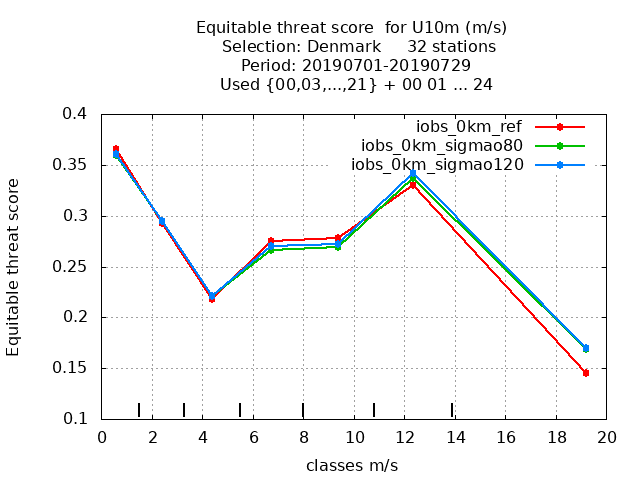 Equitable threat score  for U10m (m/s)
Selection: Denmark     32 stations
Period: 20190701-20190729
Used {00,03,...,21} + 00 01 ... 24
iobs_0km_ref
iobs_0km_sigmao80
iobs_0km_sigmao120
Equitable threat score
0.4
0.35
0.3
0.25
0.2
0.15
0.1
0 2 4 6 8 10 12 14 16 18 20
classes m/s